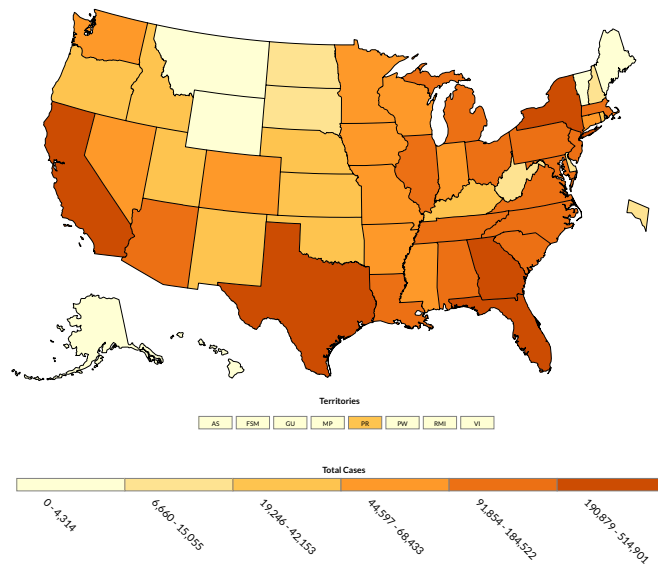 Territories
AS FSM GU MP PR PW RMI VI
Total Cases
0 - 4,314
6,660 - 15,055
19,246 - 42,153
44,597 - 68,433
91,854 - 184,522
190,879 - 514,901